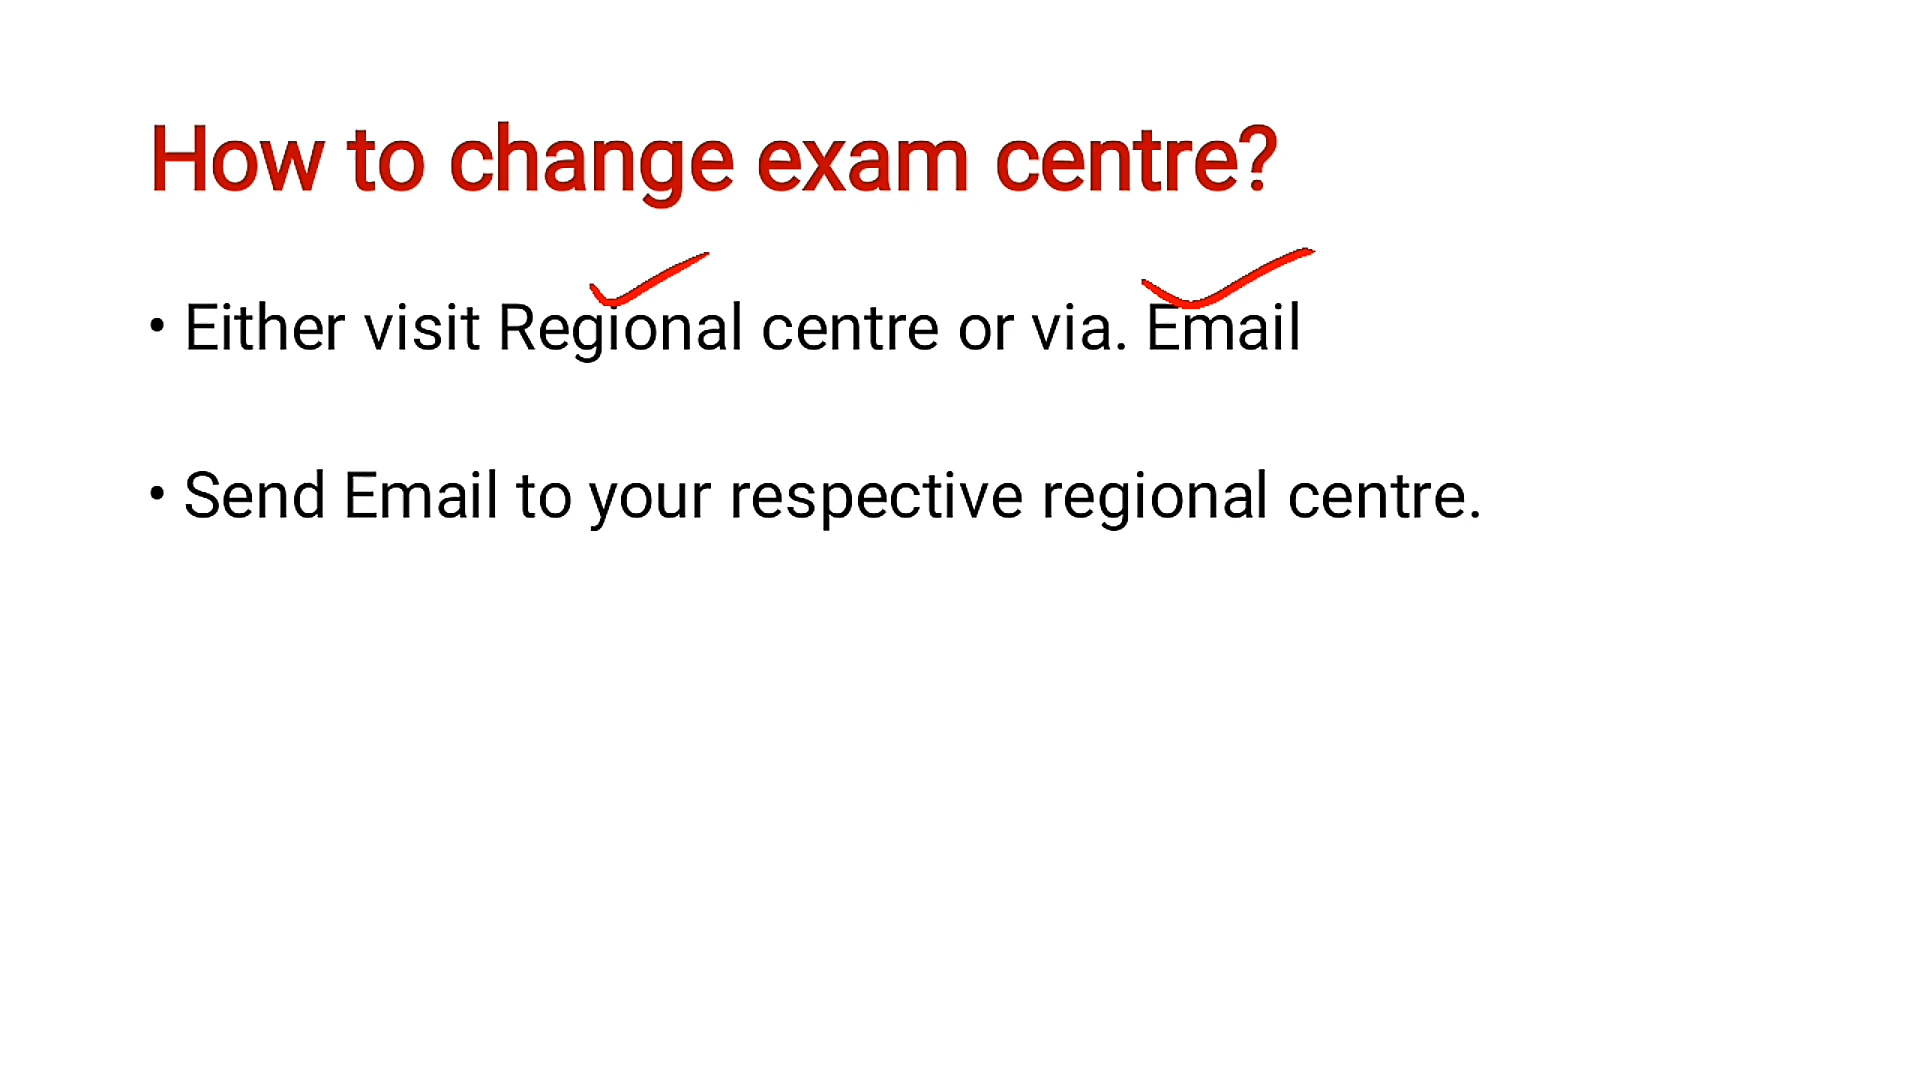 How to change exam centre?
• Either visit Regional centre or via. Email
• Send Email to your respective regional centre.